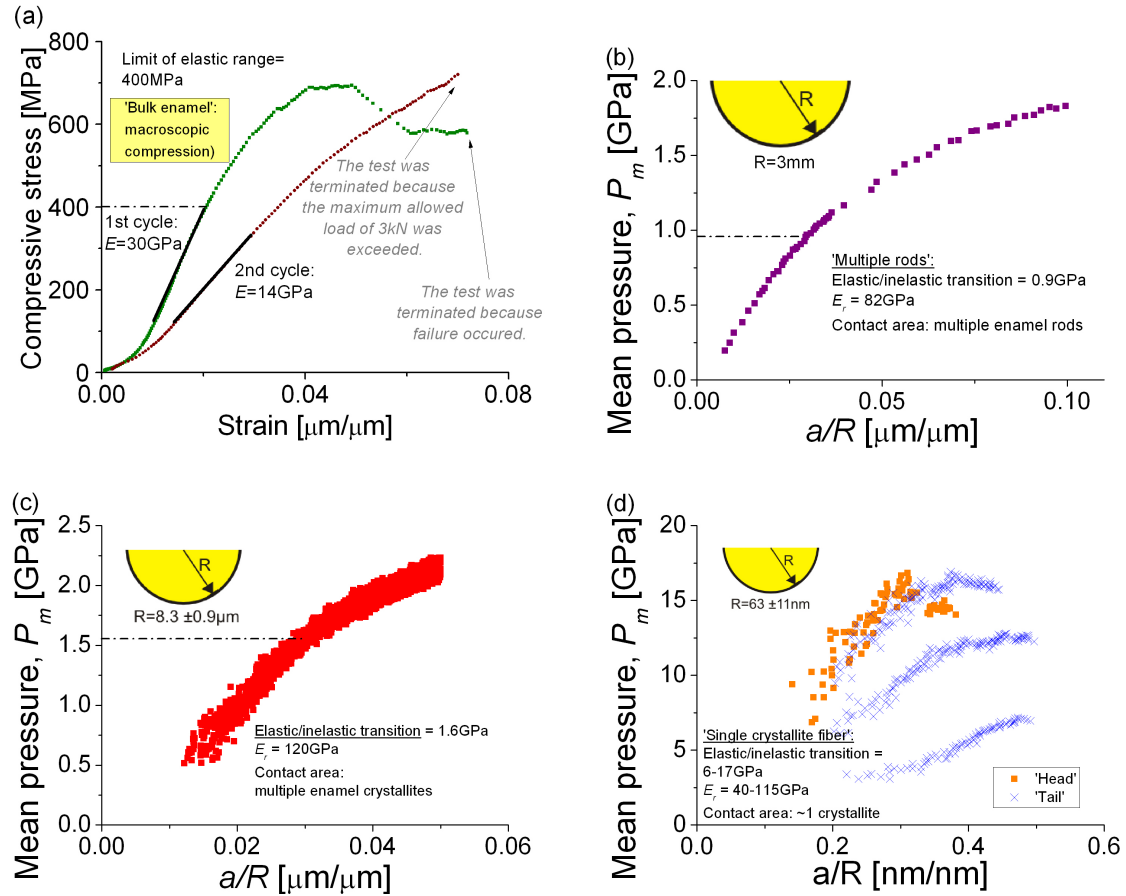 (a)
Compressive stress [MPa]
800
600
400
200
0
Limit of elastic range=
400MPa
'Bulk enamel':
macroscopic
compression)
1st cycle:
E=30GPa
2nd cycle:
E=14GPa
The test was
terminated because
the maximum allowed
load of 3kN was
exceeded.
The test was
terminated because
failure occured.
0.00
0.04
0.08
Strain [μm/μm]
(b)
Mean pressure, P_m [GPa]
2.0
1.5
1.0
0.5
0.0
R
R=3mm
'Multiple rods':
Elastic/inelastic transition = 0.9GPa
E_r = 82GPa
Contact area: multiple enamel rods
0.00
0.05
0.10
a/R [μm/μm]
(c)
Mean pressure, P_m [GPa]
2.5
2.0
1.5
1.0
0.5
0.0
R
R=8.3 ±0.9µm
Elastic/inelastic transition = 1.6GPa
E_r = 120GPa
Contact area:
multiple enamel crystallites
0.00
0.02
0.04
0.06
a/R [μm/μm]
(d)
Mean pressure, P_m [GPa]
20
15
10
5
0
R
R=63 ±11nm
'Single crystallite fiber':
Elastic/inelastic transition =
6-17GPa
E_r = 40-115GPa
Contact area: ~1 crystallite
'Head'
'Tail'
0.0
0.2
0.4
0.6
a/R [nm/nm]